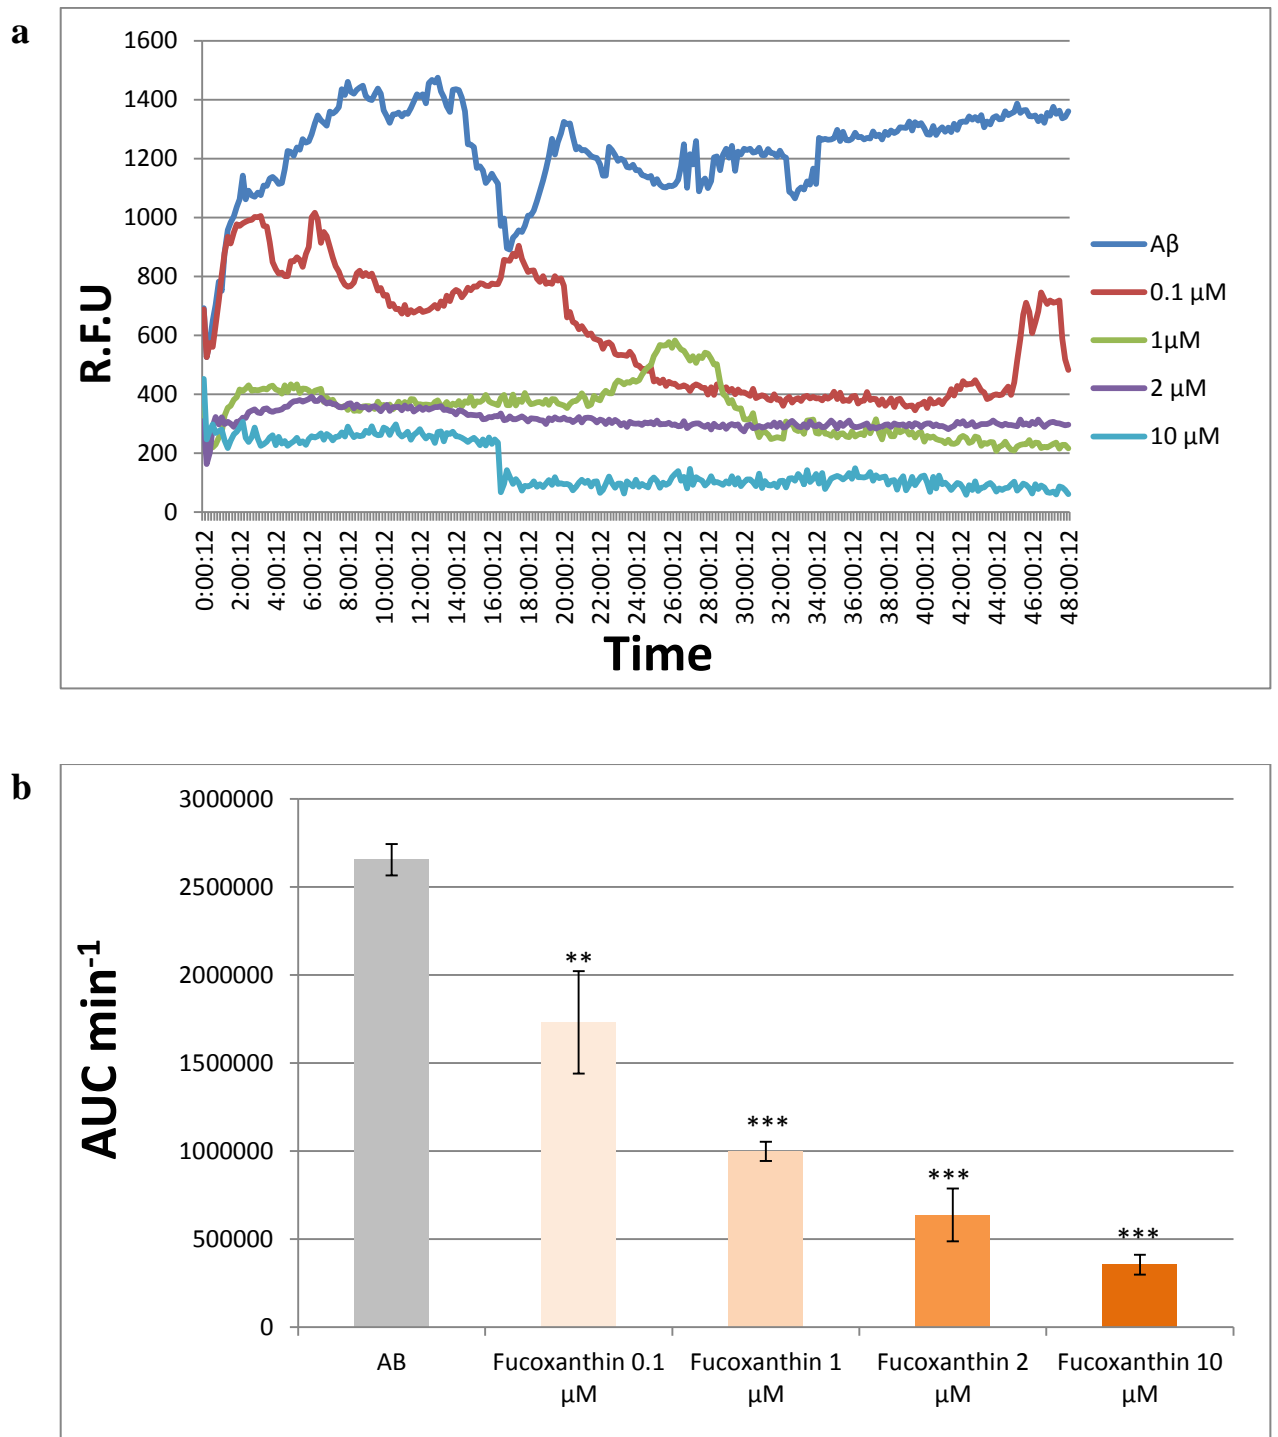 a
1600
1400
1200
1000
800
600
400
200
0
R.F.U
0:00:12
2:00:12
4:00:12
6:00:12
8:00:12
10:00:12
12:00:12
14:00:12
16:00:12
18:00:12
20:00:12
22:00:12
24:00:12
26:00:12
28:00:12
30:00:12
32:00:12
34:00:12
36:00:12
38:00:12
40:00:12
42:00:12
44:00:12
46:00:12
48:00:12
Time
Aβ
0.1 μM
1μM
2 μM
10 μM
b
3000000
2500000
2000000
1500000
1000000
500000
0
AUC min-1
**
***
***
***
AB
Fucoxanthin 0.1
μM
Fucoxanthin 1
μM
Fucoxanthin 2
μM
Fucoxanthin 10
μM